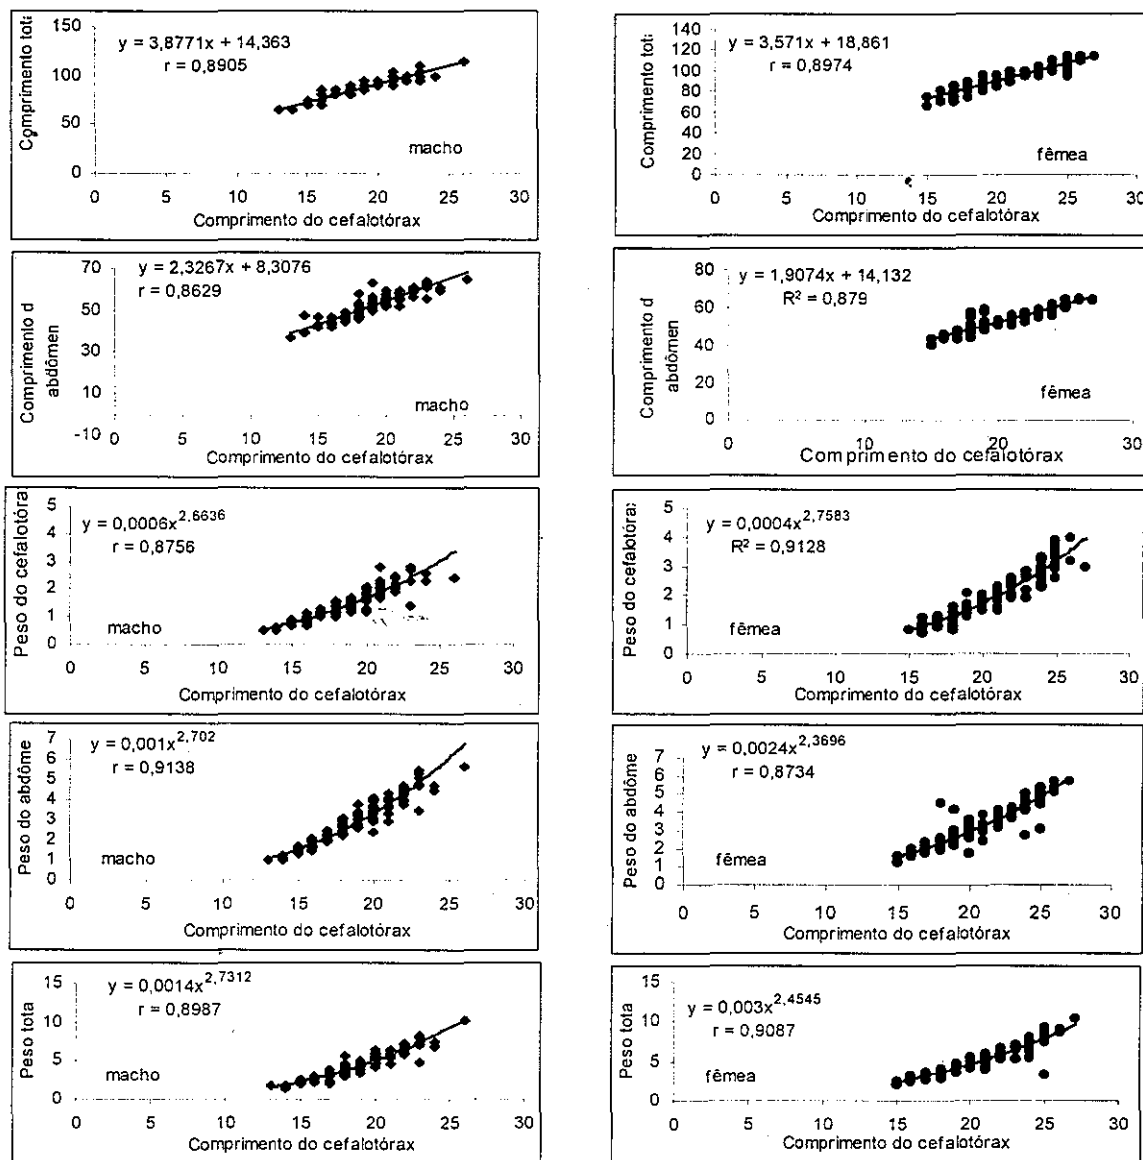 Comprimento tot
150
100
50
0
y = 3,8771x + 14,363
r = 0,8905
macho
0 5 10 15 20 25 30
Comprimento do cefalotórax
Comprimento tot
140
120
100
80
60
40
20
0
y = 3,571x + 18,861
r = 0,8974
fêmea
0 5 10 15 20 25 30
Comprimento do cefalotórax
Comprimento d
abdômen
70
50
30
10
-10
y = 2,3267x + 8,3076
r = 0,8629
macho
0 5 10 15 20 25 30
Comprimento do cefalotórax
Comprimento d
abdômen
80
60
40
20
0
y = 1,9074x + 14,132
R² = 0,879
fêmea
0 10 20 30
Comprimento do cefalotórax
Peso do cefalotóra
5
4
3
2
1
0
y = 0,0006x^2,6636
r = 0,8756
macho
0 5 10 15 20 25 30
Comprimento do cefalotórax
Peso do cefalotóra
5
4
3
2
1
0
y = 0,0004x^2,7583
R² = 0,9128
fêmea
0 5 10 15 20 25 30
Comprimento do cefalotórax
Peso do abdôme
7
6
5
4
3
2
1
0
y = 0,001x^2,702
r = 0,9138
macho
0 5 10 15 20 25 30
Comprimento do cefalotórax
Peso do abdôme
7
6
5
4
3
2
1
0
y = 0,0024x^2,3696
r = 0,8734
fêmea
0 5 10 15 20 25 30
Comprimento do cefalotórax
Peso tota
15
10
5
0
y = 0,0014x^2,7312
r = 0,8987
macho
0 5 10 15 20 25 30
Comprimento do cefalotórax
Peso tota
15
10
5
0
y = 0,003x^2,4545
r = 0,9087
fêmea
0 5 10 15 20 25 30
Comprimento do cefalotórax